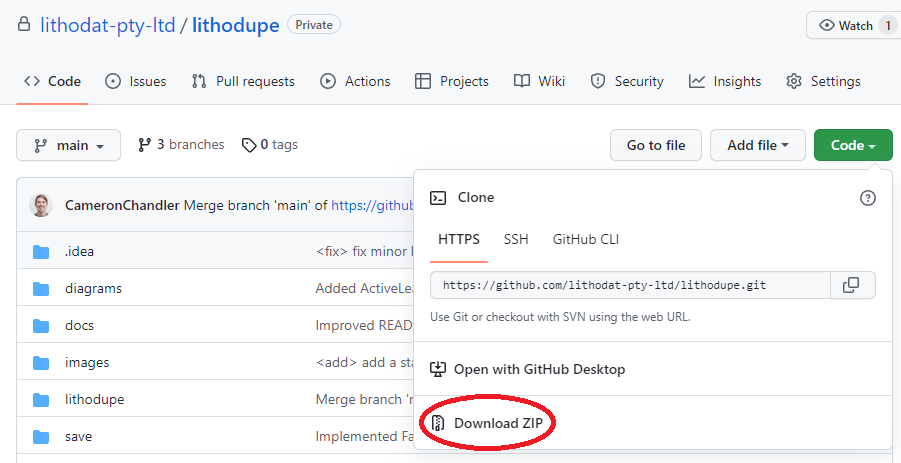 lithodat-pty-ltd / lithodupe Private
Watch 1
Code Issues Pull requests Actions Projects Wiki Security Insights Settings
main 3 branches 0 tags Go to file Add file Code
CameronChandler Merge branch 'main' of https://github
Clone
HTTPS SSH GitHub CLI
https://github.com/lithodat-pty-ltd/lithodupe.git
Use Git or checkout with SVN using the web URL.
Open with GitHub Desktop
Download ZIP
.idea <fix> fix minor
diagrams Added ActiveLea
docs Improved READ
images <add> add a sta
lithodupe Merge branch
save Implemented Fa